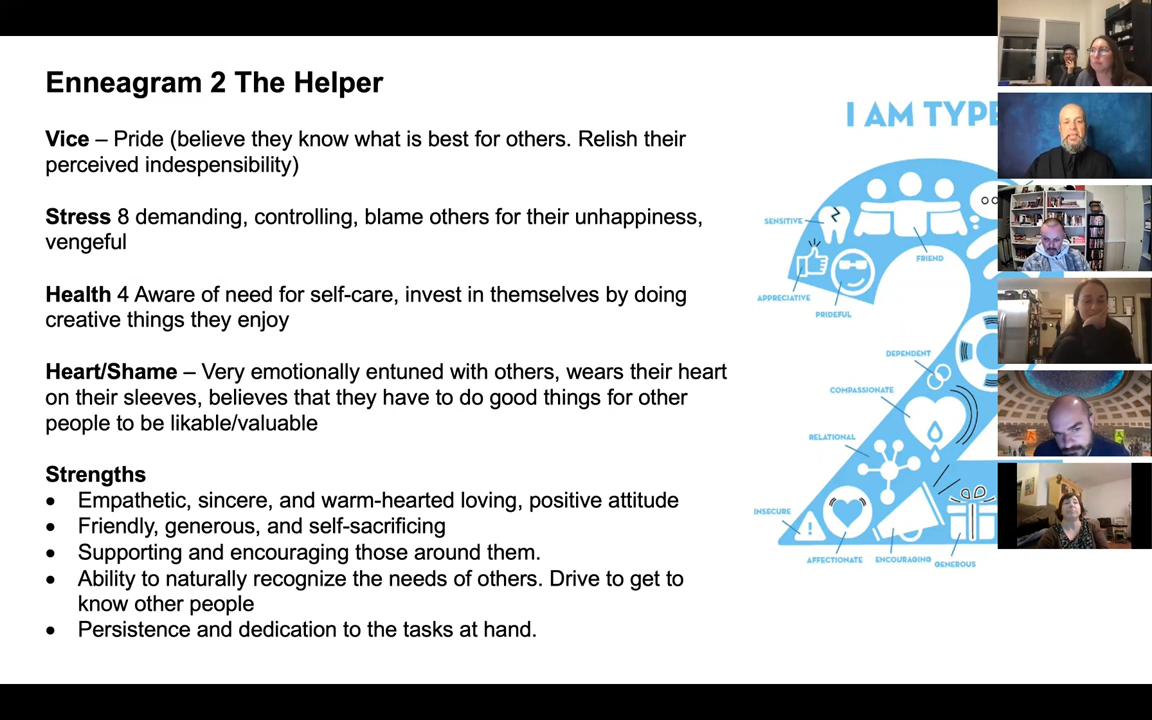 Enneagram 2 The Helper
Vice – Pride (believe they know what is best for others. Relish their
perceived indespensibility)
Stress 8 demanding, controlling, blame others for their unhappiness,
vengeful
Health 4 Aware of need for self-care, invest in themselves by doing
creative things they enjoy
Heart/Shame – Very emotionally entuned with others, wears their heart
on their sleeves, believes that they have to do good things for other
people to be likable/valuable
Strengths
• Empathetic, sincere, and warm-hearted loving, positive attitude
• Friendly, generous, and self-sacrificing
• Supporting and encouraging those around them.
• Ability to naturally recognize the needs of others. Drive to get to
know other people
• Persistence and dedication to the tasks at hand.
I AM TYPE
SENSITIVE
FRIEND
APPRECIATIVE
PRIDEFUL
DEPENDENT
COMPASSIONATE
RELATIONAL
INSECURE
AFFECTIONATE
ENCOURAGING
GENEROUS